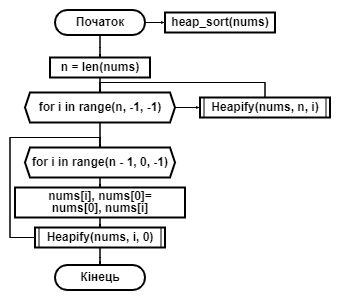 Початок
heap_sort(nums)
n = len(nums)
for i in range(n, -1, -1)
Heapify(nums, n, i)
for i in range(n - 1, 0, -1)
nums[i], nums[0]=
nums[0], nums[i]
Heapify(nums, i, 0)
Кінець